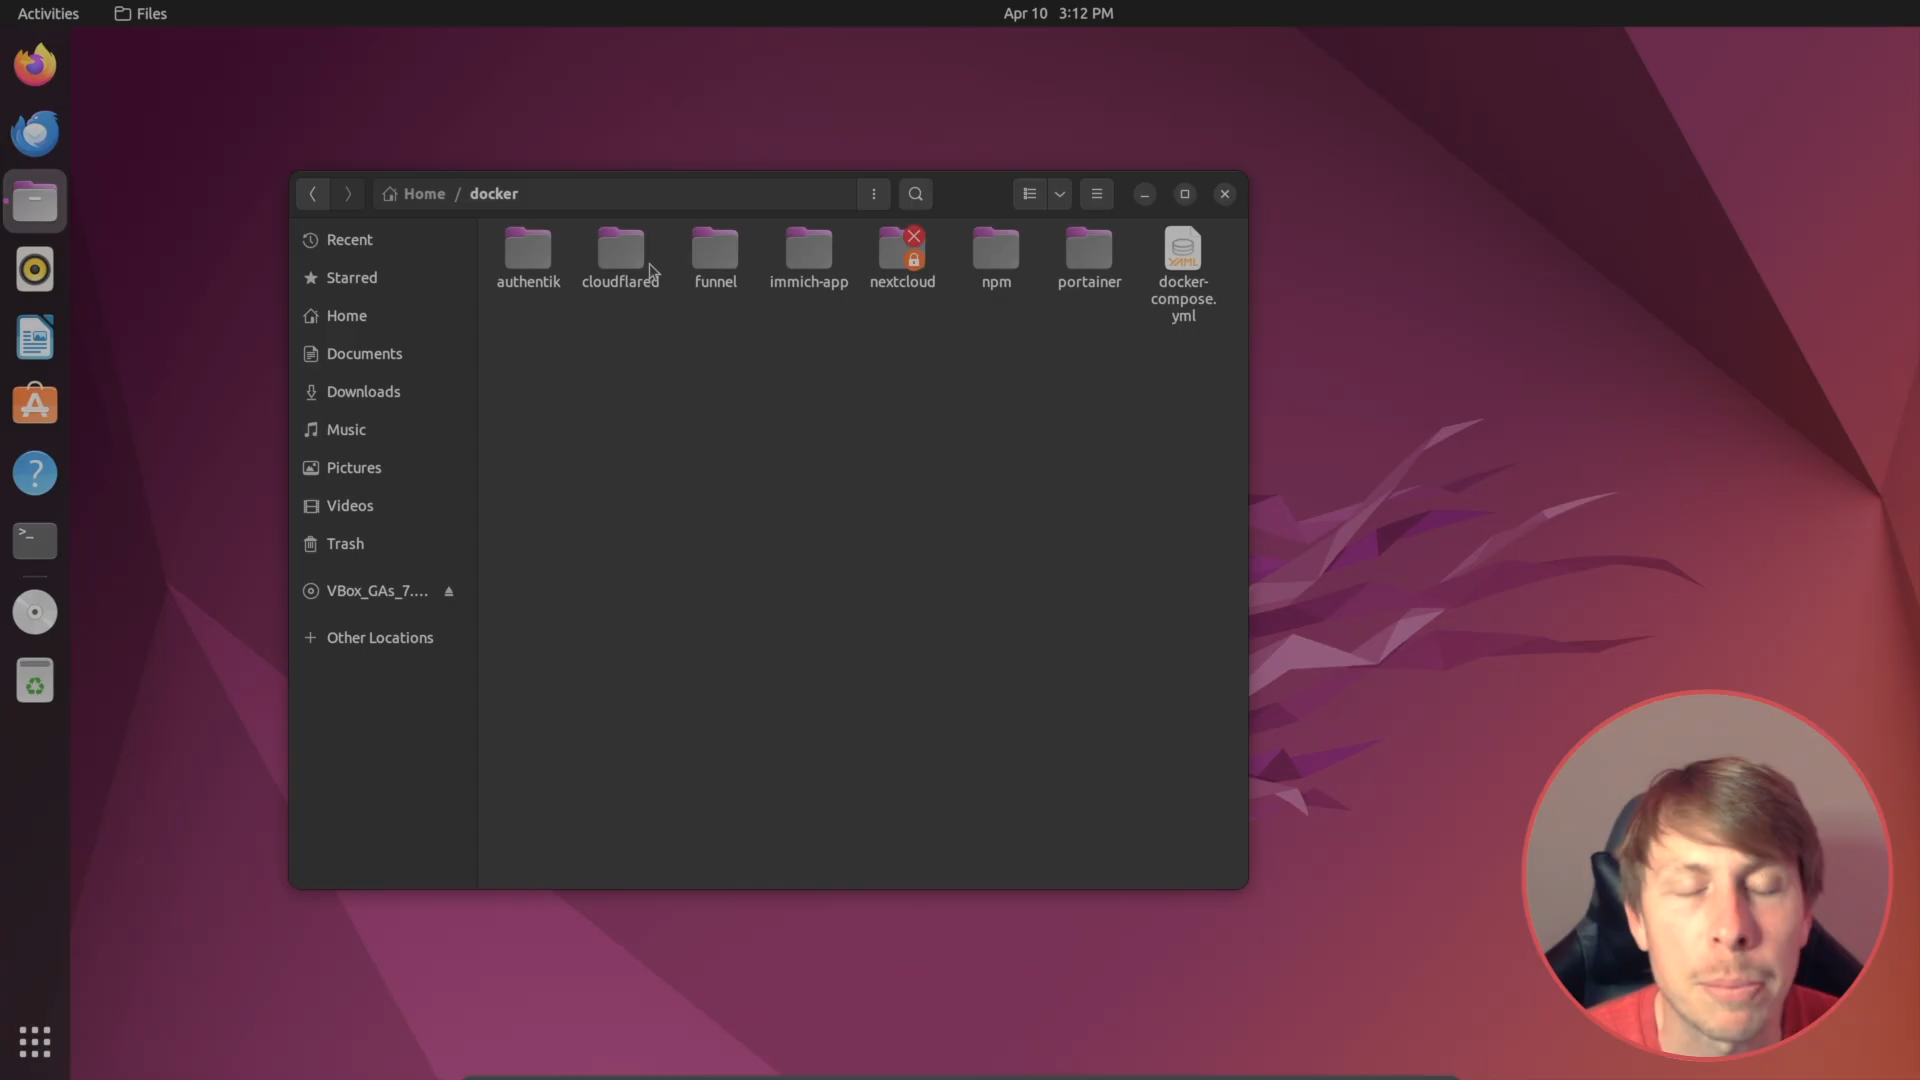 Activities
Files
Apr 10 3:12 PM
Home / docker
Recent
Starred
Home
Documents
Downloads
Music
Pictures
Videos
Trash
VBox_GAs_7....
Other Locations
authentik
cloudflared
funnel
immich-app
nextcloud
npm
portainer
YAML
docker-
compose.
yml
>_
?